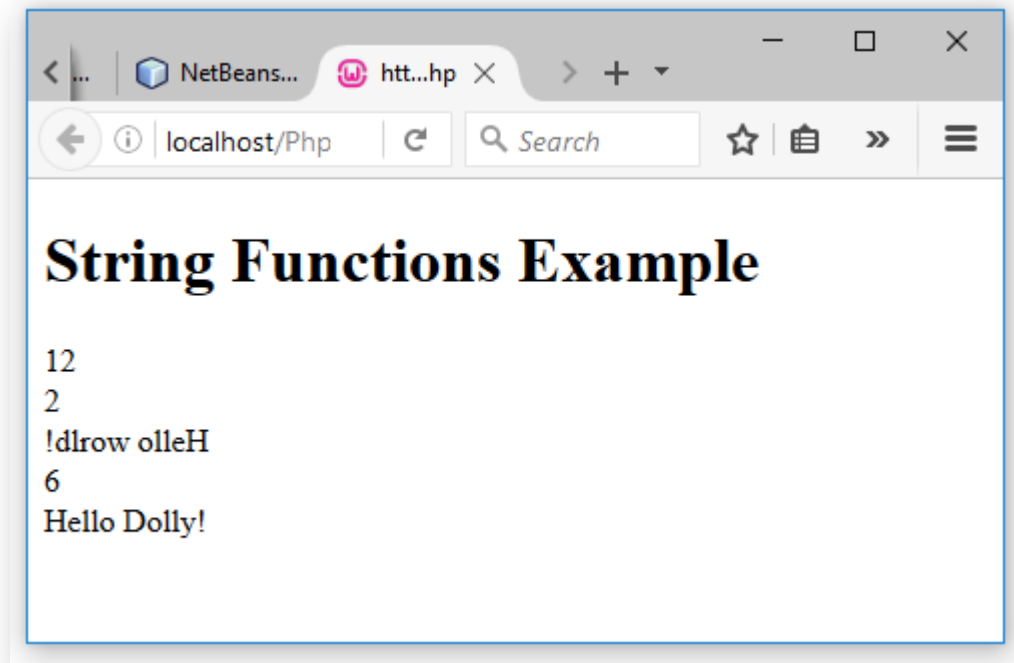 ... NetBeans... htt...hp
localhost/Php Search
String Functions Example
12
2
!dlrow olleH
6
Hello Dolly!